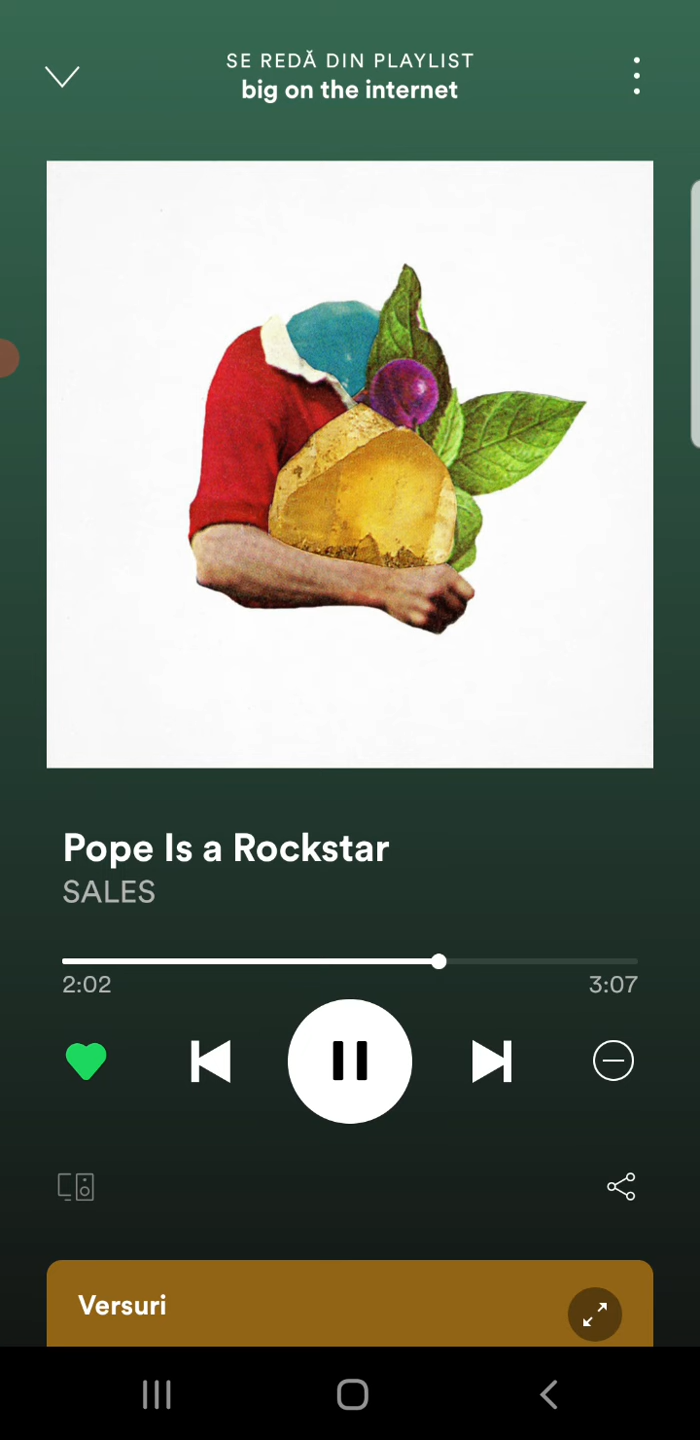 SE REDĂ DIN PLAYLIST
big on the internet
Pope Is a Rockstar
SALES
2:02
3:07
Versuri